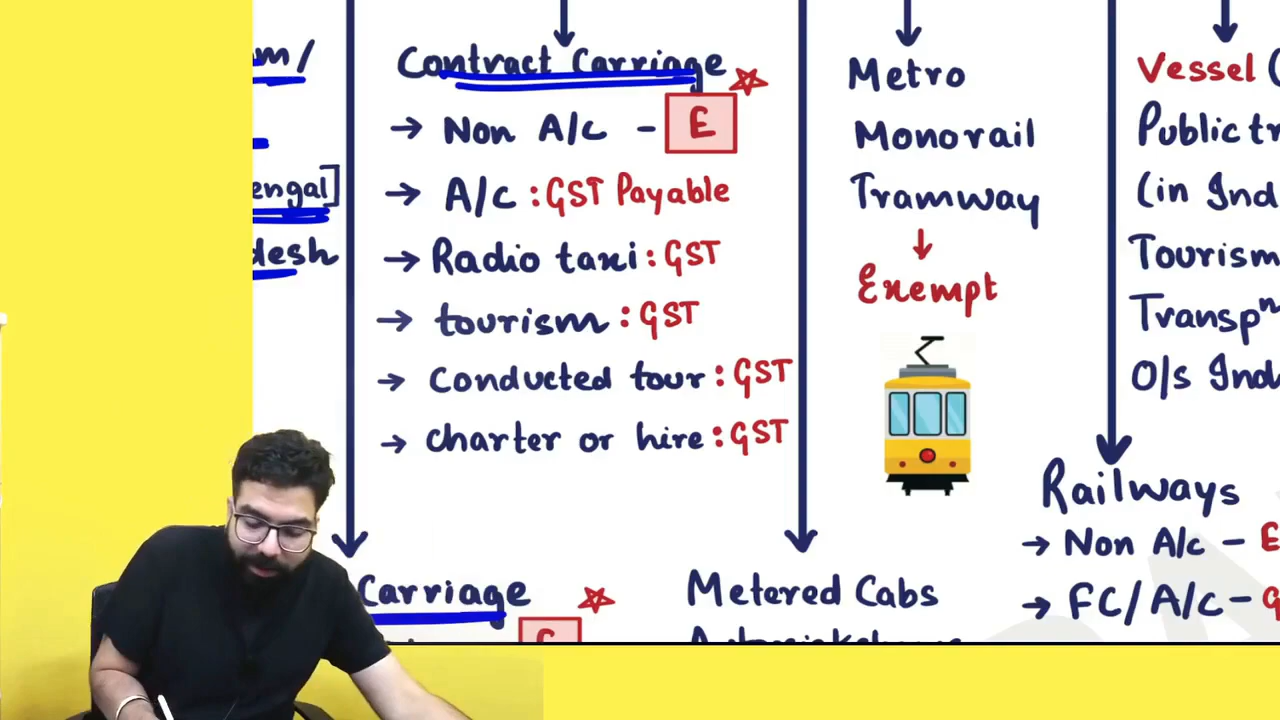 m/
engal]
desh
Contract Carriage
→ Non A/c - E
→ A/c : GST Payable
→ Radio taxi : GST
→ tourism : GST
→ Conducted tour : GST
→ charter or hire : GST
Carriage
Metro
Monorail
Tramway
↓
Exempt
Metered Cabs
Vessel (
Public tr
(in Ind
Tourism
Transpⁿ
O/s Ind
Railways
→ Non A/c - E
→ FC/A/C - G